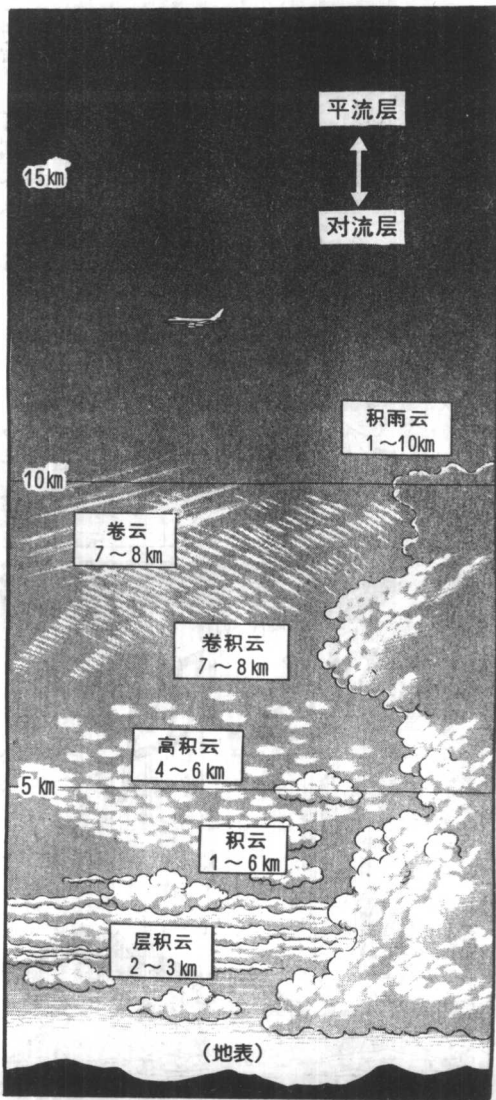 平流层
15km
对流层
积雨云
1～10km
10km
卷云
7～8km
卷积云
7～8km
高积云
4～6km
5km
积云
1～6km
层积云
2～3km
(地表)